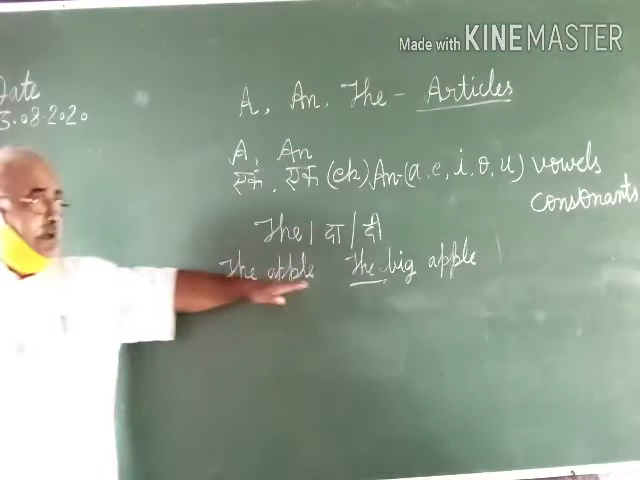 Made with KINEMASTER
Date
3.08.2020
A, An, The - Articles
A, An
एक, एक (ek) An-(a, e, i, o, u) vowels
consonants
The | दा | दी
The apple The big apple